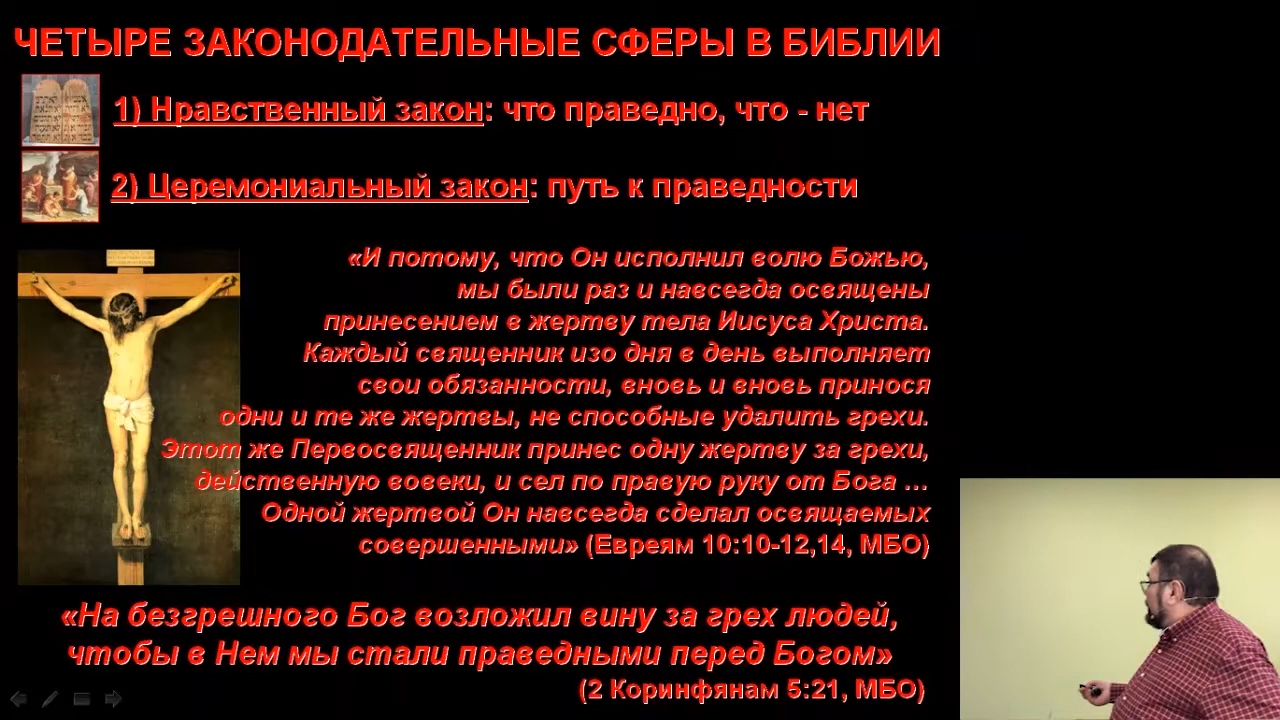 ЧЕТЫРЕ ЗАКОНОДАТЕЛЬНЫЕ СФЕРЫ В БИБЛИИ
1) Нравственный закон: что праведно, что - нет
2) Церемониальный закон: путь к праведности
«И потому, что Он исполнил волю Божью,
мы были раз и навсегда освящены
принесением в жертву тела Иисуса Христа.
Каждый священник изо дня в день выполняет
свои обязанности, вновь и вновь принося
одни и те же жертвы, не способные удалить грехи.
Этот же Первосвященник принес одну жертву за грехи,
действенную вовеки, и сел по правую руку от Бога ...
Одной жертвой Он навсегда сделал освящаемых
совершенными» (Евреям 10:10-12,14, МБО)
«На безгрешного Бог возложил вину за грех людей,
чтобы в Нем мы стали праведными перед Богом»
(2 Коринфянам 5:21, МБО)